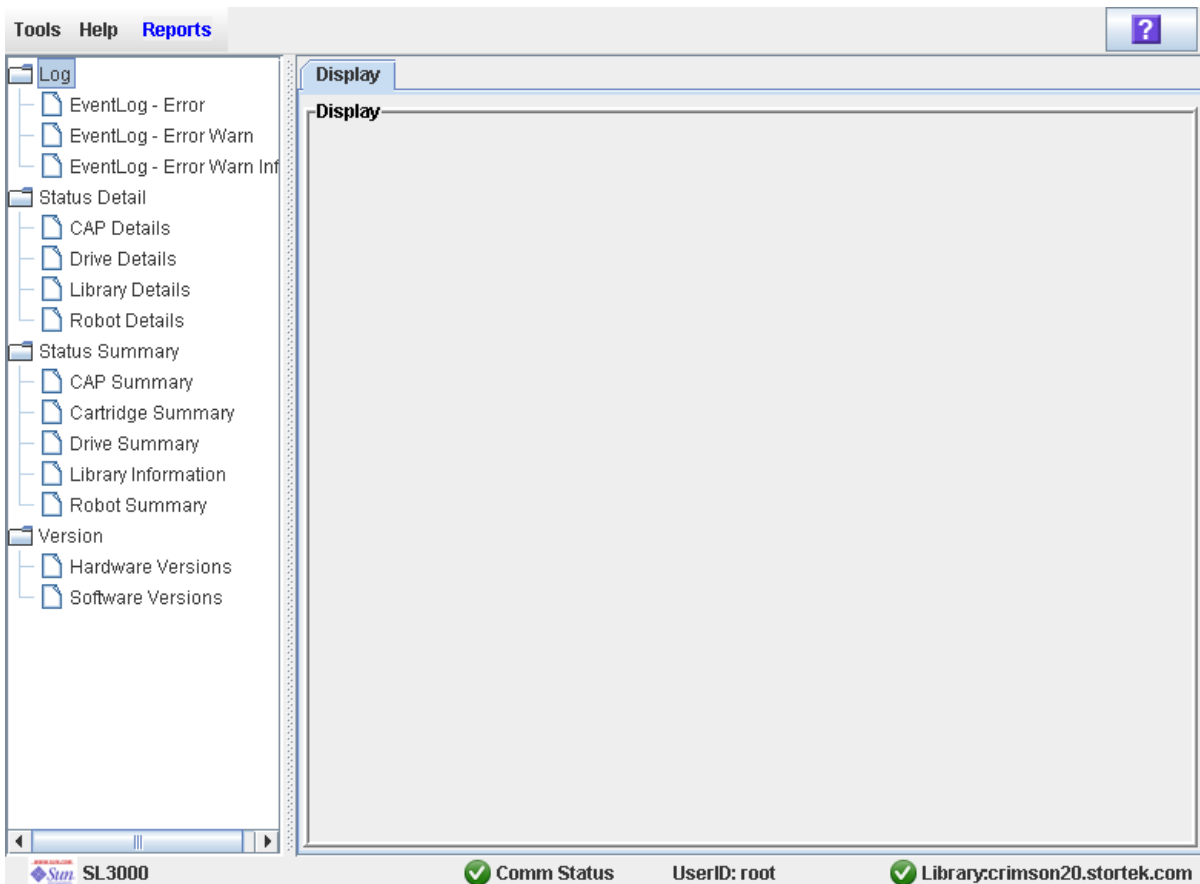 Tools Help Reports ?
Log
EventLog - Error
EventLog - Error Warn
EventLog - Error Warn Inf
Status Detail
CAP Details
Drive Details
Library Details
Robot Details
Status Summary
CAP Summary
Cartridge Summary
Drive Summary
Library Information
Robot Summary
Version
Hardware Versions
Software Versions
Display
Display
Sun SL3000 Comm Status UserID: root Library:crimson20.stortek.com